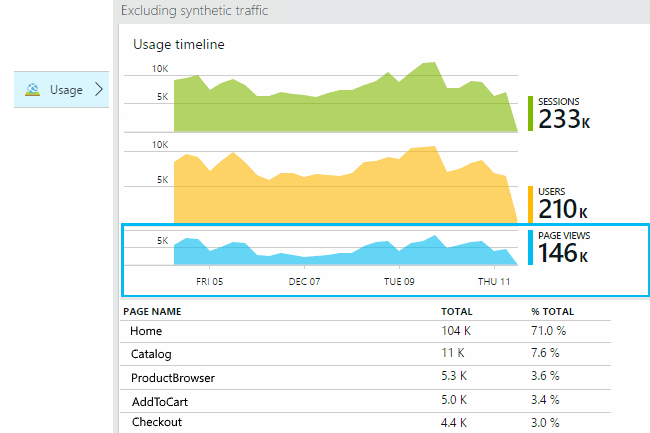 Excluding synthetic traffic
Usage timeline
Usage
10K
5K
SESSIONS
233K
10K
5K
USERS
210K
5K
PAGE VIEWS
146K
FRI 05 DEC 07 TUE 09 THU 11
PAGE NAME TOTAL % TOTAL
Home 104 K 71.0 %
Catalog 11 K 7.6 %
ProductBrowser 5.3 K 3.6 %
AddToCart 5.0 K 3.4 %
Checkout 4.4 K 3.0 %